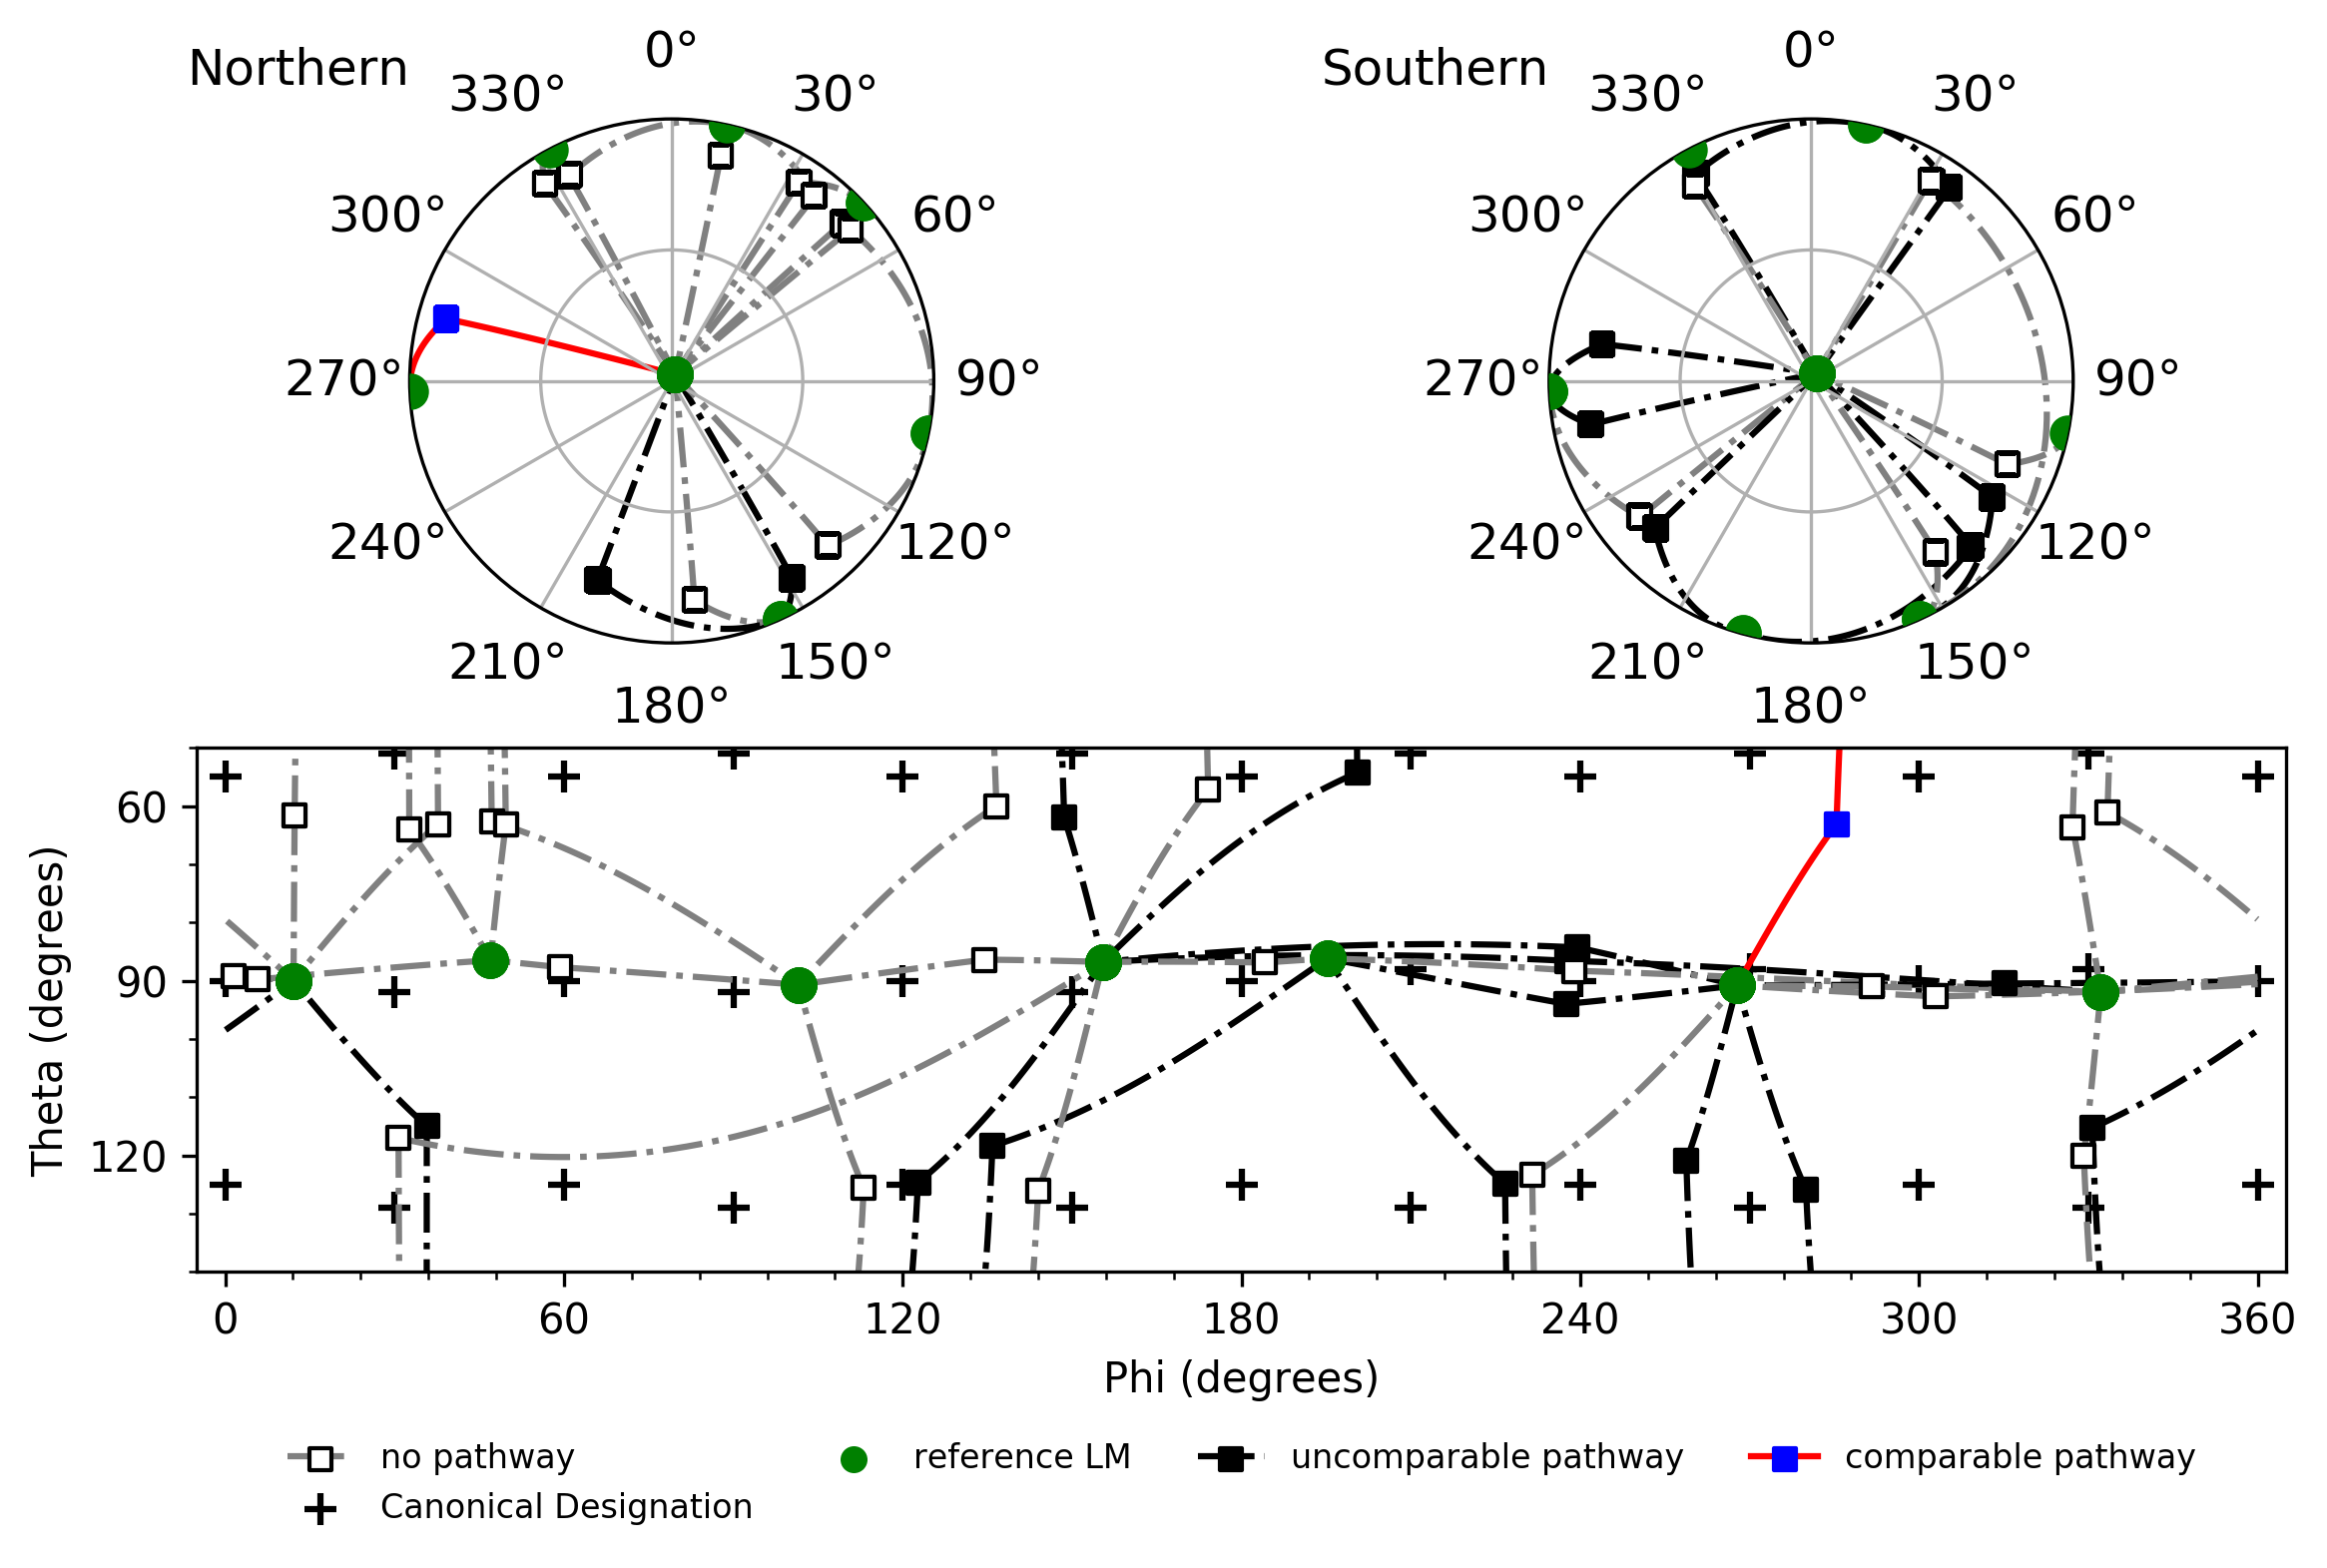 Northern
0°
30°
60°
90°
120°
150°
180°
210°
240°
270°
300°
330°
Southern
0°
30°
60°
90°
120°
150°
180°
210°
240°
270°
300°
330°
Theta (degrees)
60
90
120
0 60 120 180 240 300 360
Phi (degrees)
no pathway
reference LM
uncomparable pathway
comparable pathway
Canonical Designation